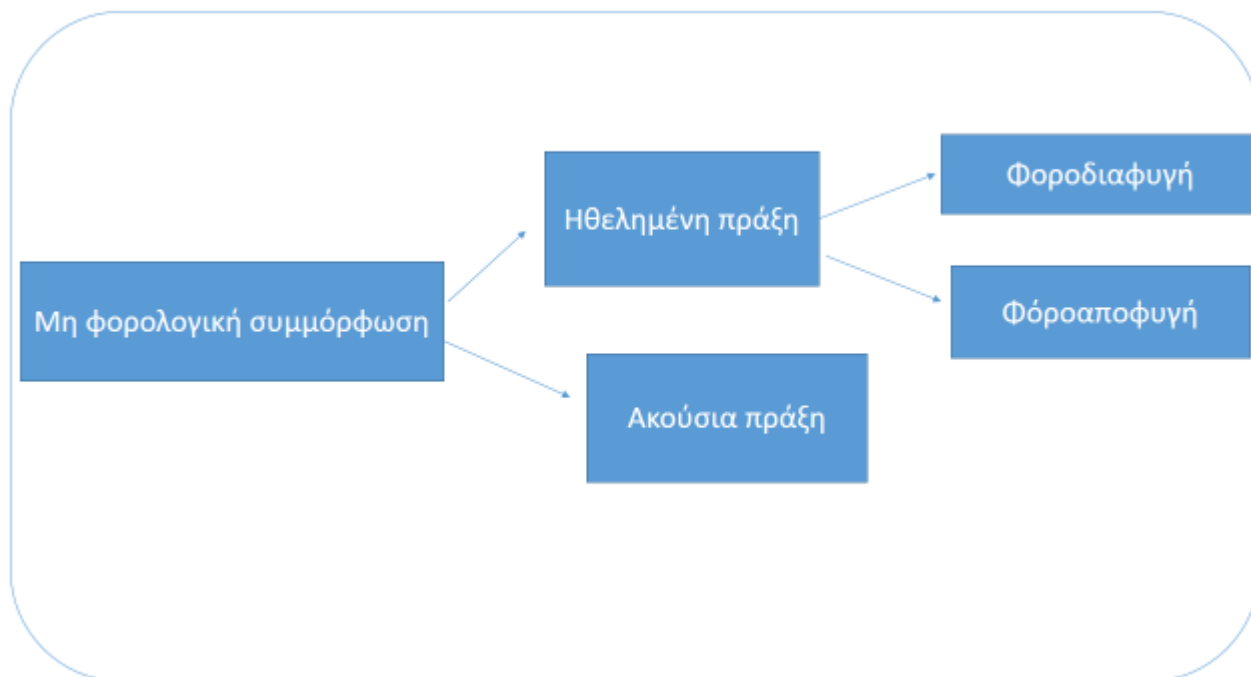 Μη φορολογική συμμόρφωση
Ηθελημένη πράξη
Ακούσια πράξη
Φοροδιαφυγή
Φόροαποφυγή